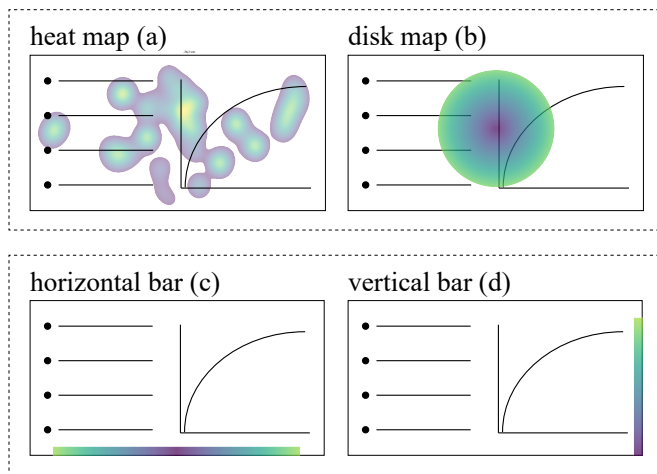 heat map (a)
disk map (b)
horizontal bar (c)
vertical bar (d)